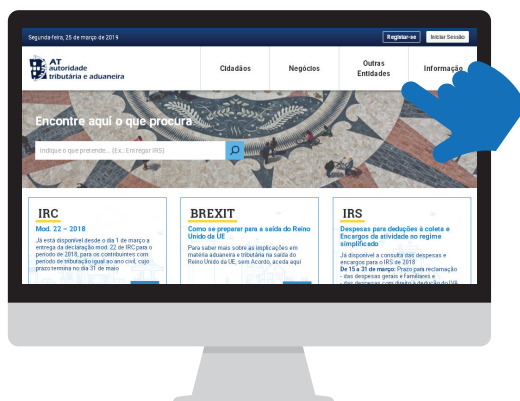 Segunda-feira, 25 de março de 2019
Registar-se
Iniciar Sessão
AT
autoridade
tributária e aduaneira
Cidadãos
Negócios
Outras
Entidades
Informação
Encontre aqui o que procura
Indique o que pretende... (Ex.: Entregar IRS)
IRC
Mod. 22 – 2018
Já está disponível desde o dia 1 de março a
entrega da declaração mod. 22 de IRC para o
período de 2018, para os contribuintes com
período de tributação igual ao ano civil, cujo
prazo termina no dia 31 de maio
BREXIT
Como se preparar para a saída do Reino
Unido da UE
Para saber mais sobre as implicações em
matéria aduaneira e tributária na saída do
Reino Unido da UE, sem Acordo, aceda aqui
IRS
Despesas para deduções à coleta e
Encargos da atividade no regime
simplificado
Já disponível a consulta das despesas e
encargos para o IRS de 2018
De 15 a 31 de março: Prazo para reclamação
- das despesas gerais e familiares e
- das despesas com direito à dedução do IVA